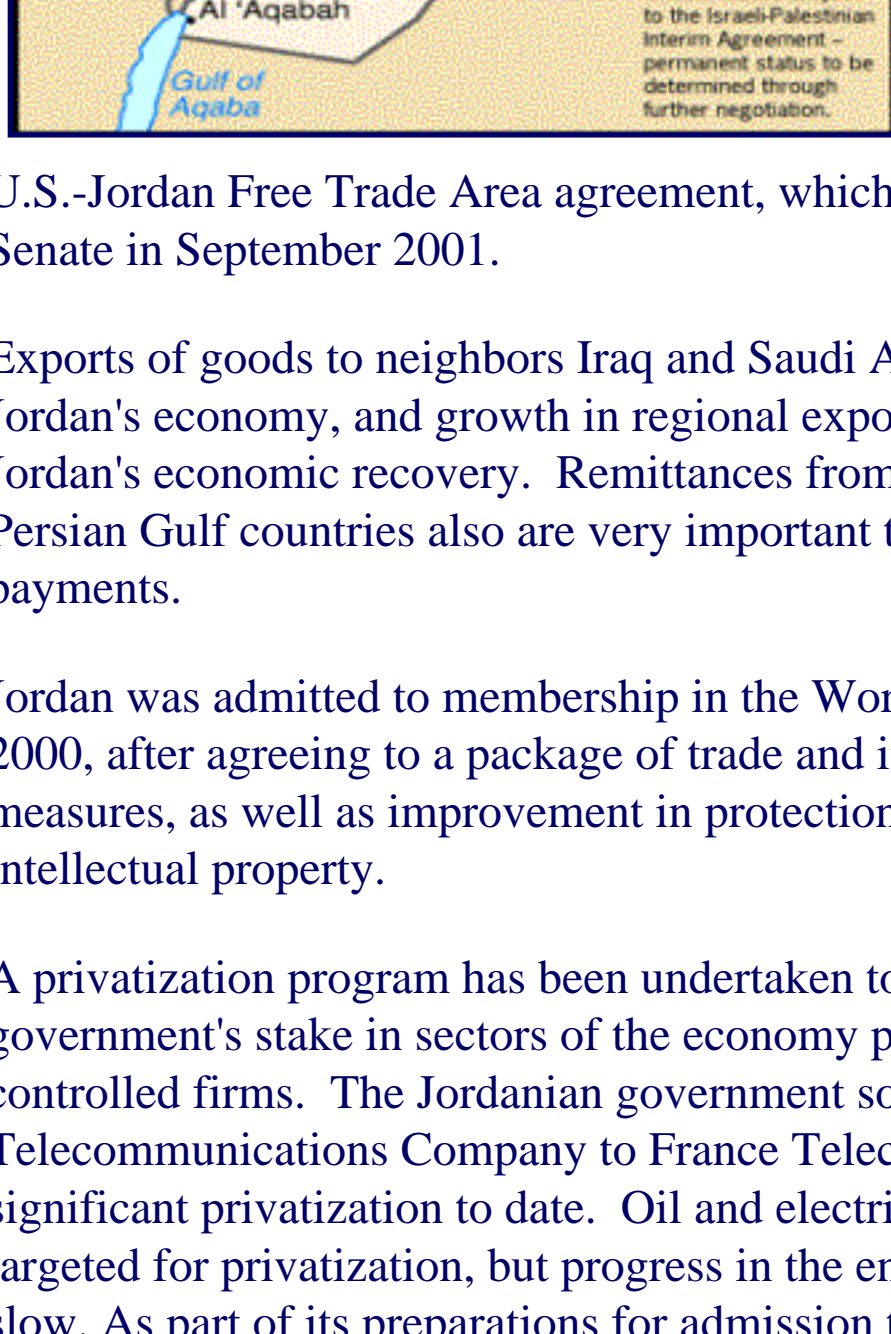 Al 'Aqabah
Gulf of
Aqaba
to the Israeli-Palestinian
Interim Agreement –
permanent status to be
determined through
further negotiation.
U.S.-Jordan Free Trade Area agreement, which
Senate in September 2001.
Exports of goods to neighbors Iraq and Saudi A
Jordan's economy, and growth in regional expo
Jordan's economic recovery.  Remittances from
Persian Gulf countries also are very important t
payments.
Jordan was admitted to membership in the Wor
2000, after agreeing to a package of trade and i
measures, as well as improvement in protection
intellectual property.
A privatization program has been undertaken to
government's stake in sectors of the economy p
controlled firms.  The Jordanian government so
Telecommunications Company to France Telec
significant privatization to date.  Oil and electri
targeted for privatization, but progress in the en
slow. As part of its preparations for admission